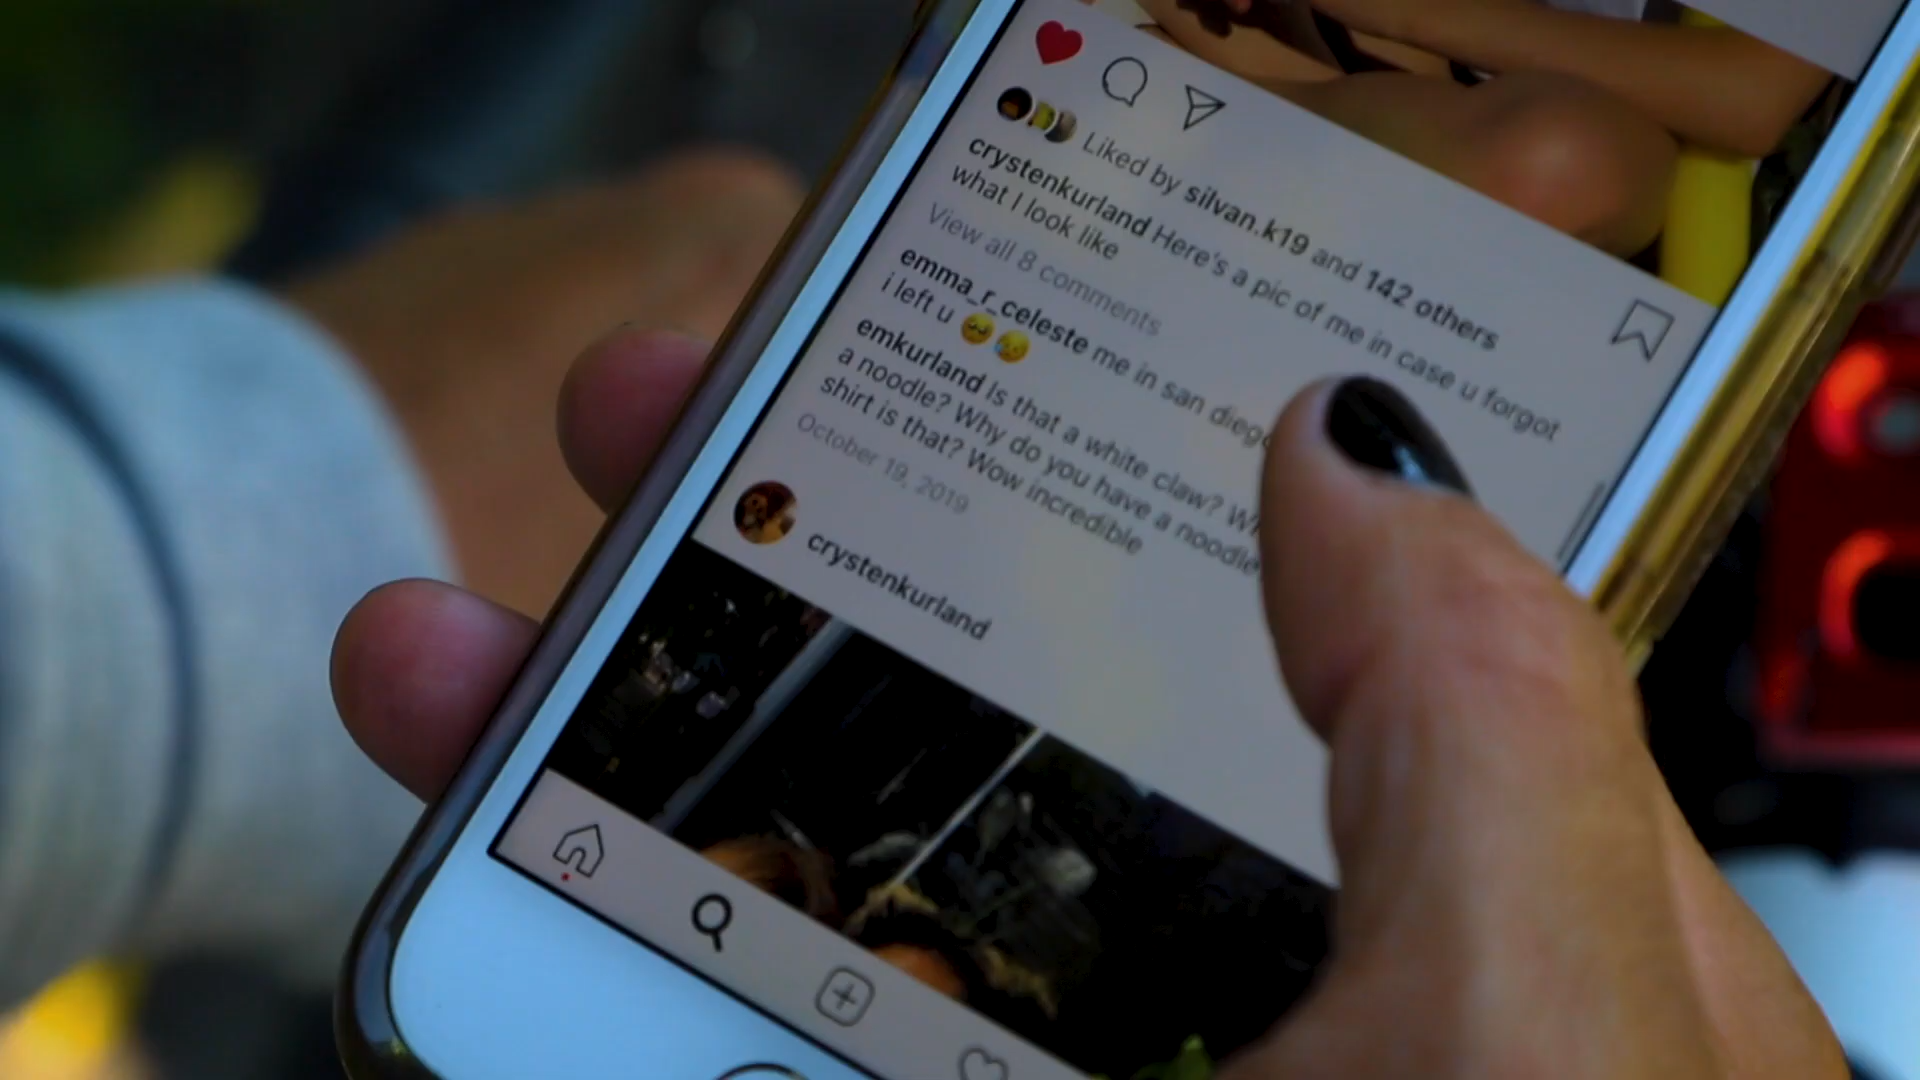 Liked by silvan.k19 and 142 others
crystenkurland Here's a pic of me in case u forgot
what I look like
View all 8 comments
emma_r_celeste me in san diego
i left u 🥺😢
emkurland Is that a white claw?
a noodle? Why do you have a noodle
shirt is that? Wow incredible
October 19, 2019
crystenkurland